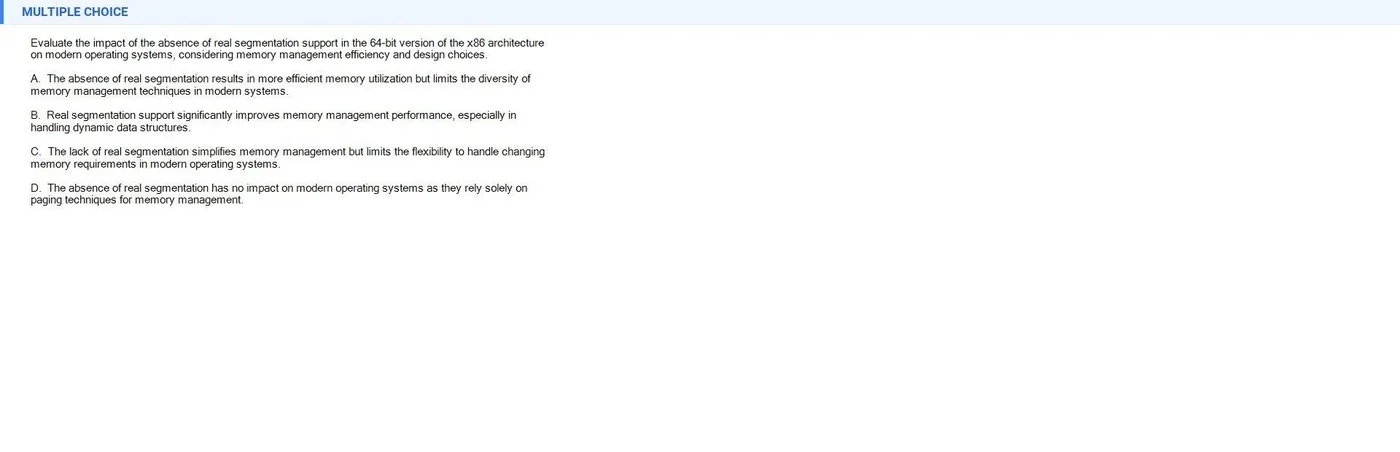 MULTIPLE CHOICE
Evaluate the impact of the absence of real segmentation support in the 64-bit version of the x86 architecture
on modern operating systems, considering memory management efficiency and design choices.
A. The absence of real segmentation results in more efficient memory utilization but limits the diversity of
memory management techniques in modern systems.
B. Real segmentation support significantly improves memory management performance, especially in
handling dynamic data structures.
C. The lack of real segmentation simplifies memory management but limits the flexibility to handle changing
memory requirements in modern operating systems.
D. The absence of real segmentation has no impact on modern operating systems as they rely solely on
paging techniques for memory management.